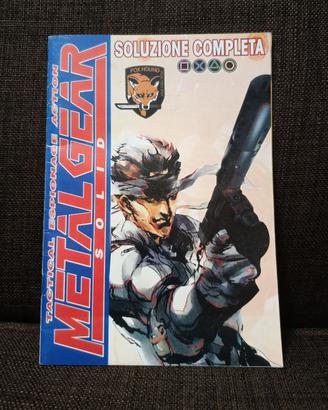 SOLUZIONE COMPLETA
FOX HOUND
TACTICAL ESPIONAGE ACTION
METAL GEAR
SOLID